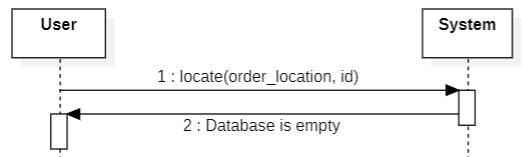 User
System
1 : locate(order_location, id)
2 : Database is empty